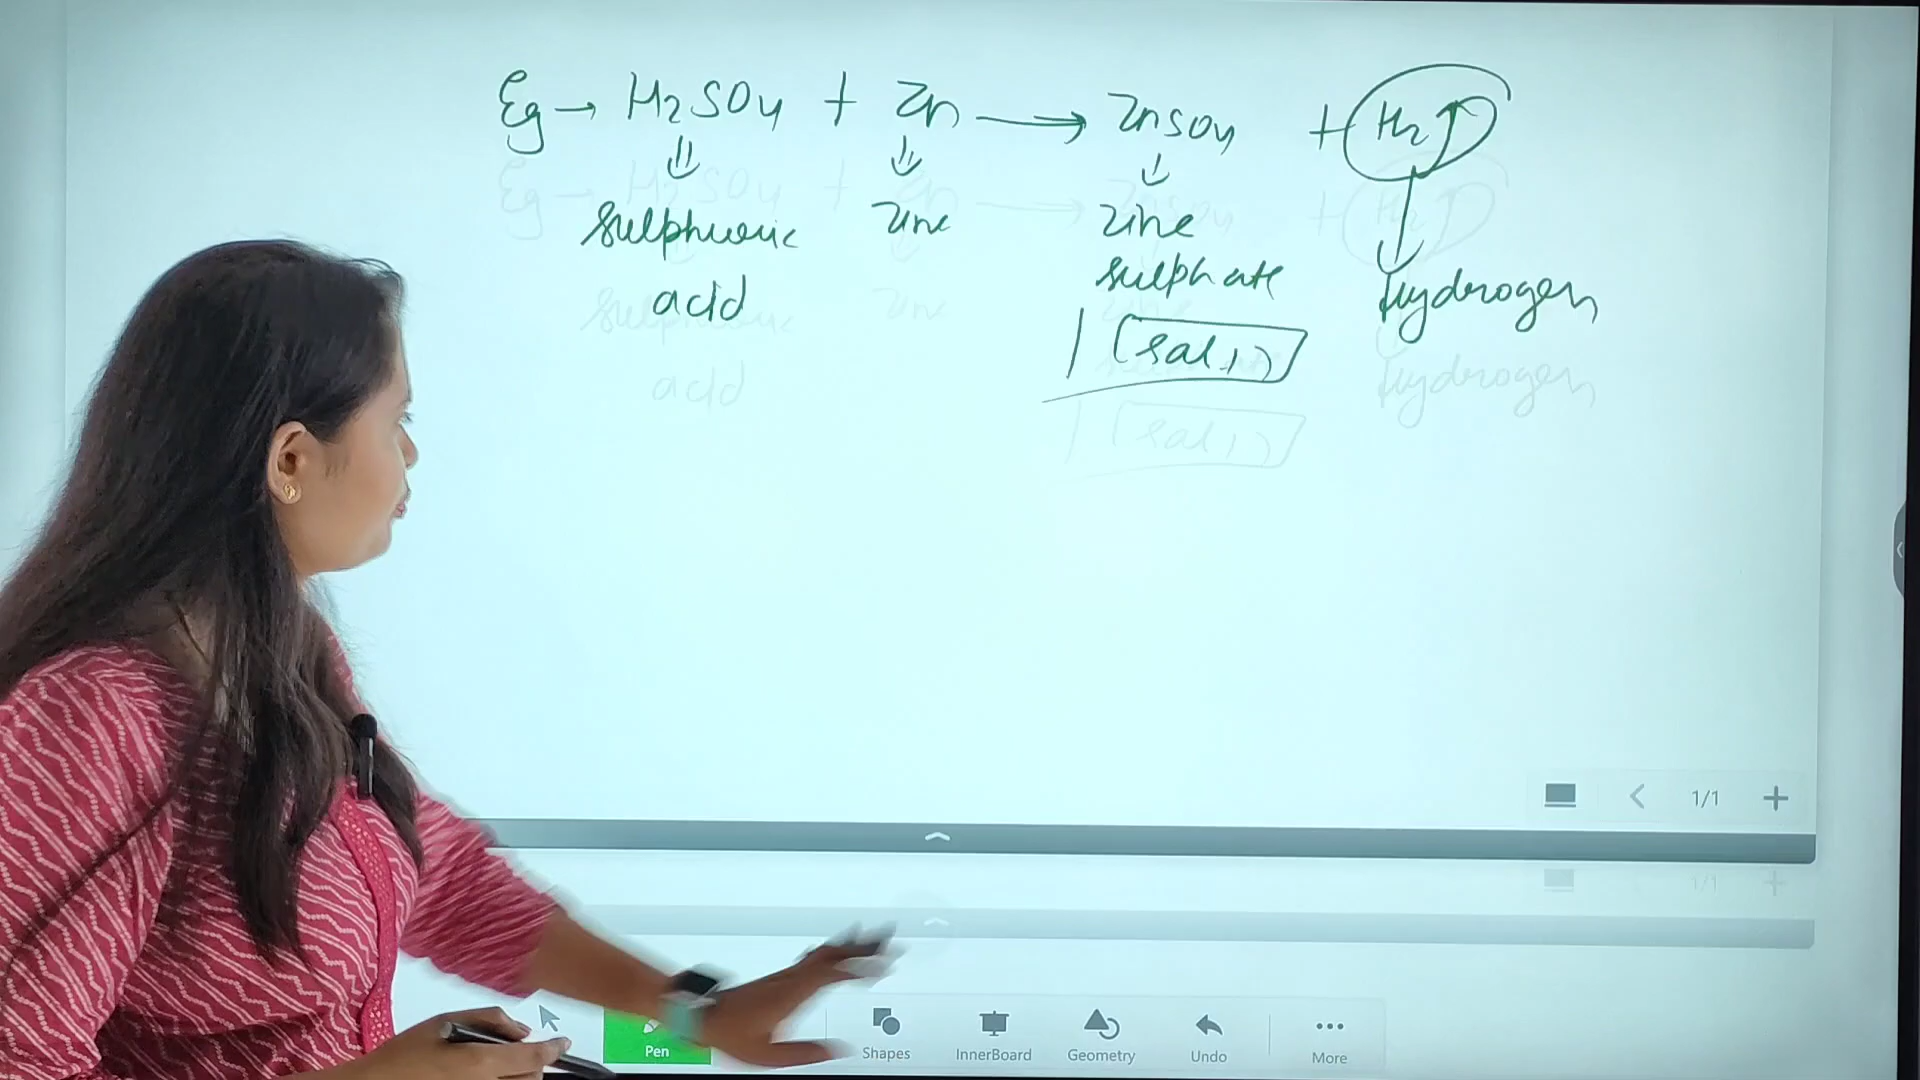 Eg → H2SO4 + Zn → ZnSO4 + H2↑
sulphuric zinc zinc
acid sulphate hydrogen
(salt)
1/1
Pen Shapes InnerBoard Geometry Undo More